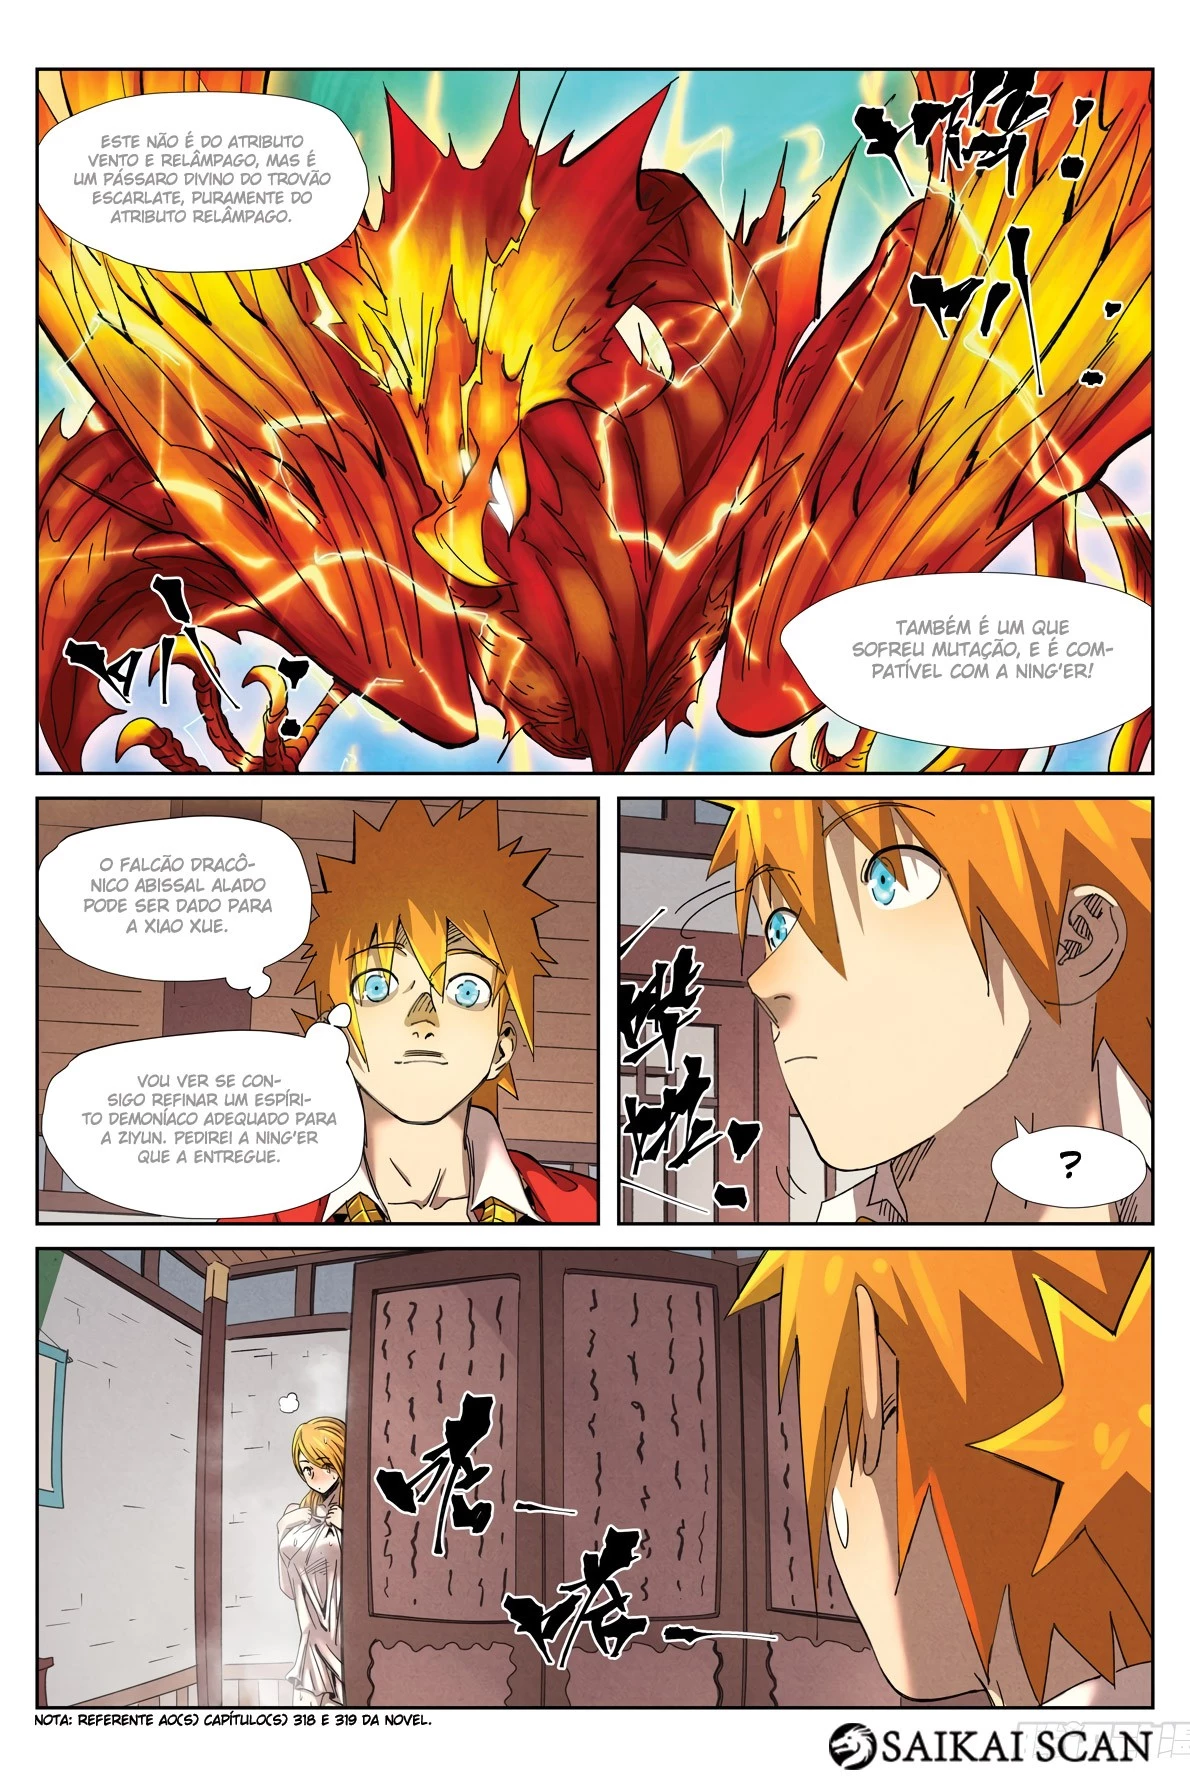 ESTE NÃO É DO ATRIBUTO
VENTO E RELÂMPAGO, MAS É
UM PÁSSARO DIVINO DO TROVÃO
ESCARLATE, PURAMENTE DO
ATRIBUTO RELÂMPAGO.
TAMBÉM É UM QUE
SOFREU MUTAÇÃO, E É COM-
PATÍVEL COM A NING'ER!
O FALCÃO DRACÔ-
NICO ABISSAL ALADO
PODE SER DADO PARA
A XIAO XUE.
VOU VER SE CON-
SIGO REFINAR UM ESPÍRI-
TO DEMONÍACO ADEQUADO PARA
A ZIYUN. PEDIREI A NING'ER
QUE A ENTREGUE.
?
嗒
嗒
NOTA: REFERENTE AO(S) CAPÍTULO(S) 318 E 319 DA NOVEL.
SAIKAI SCAN